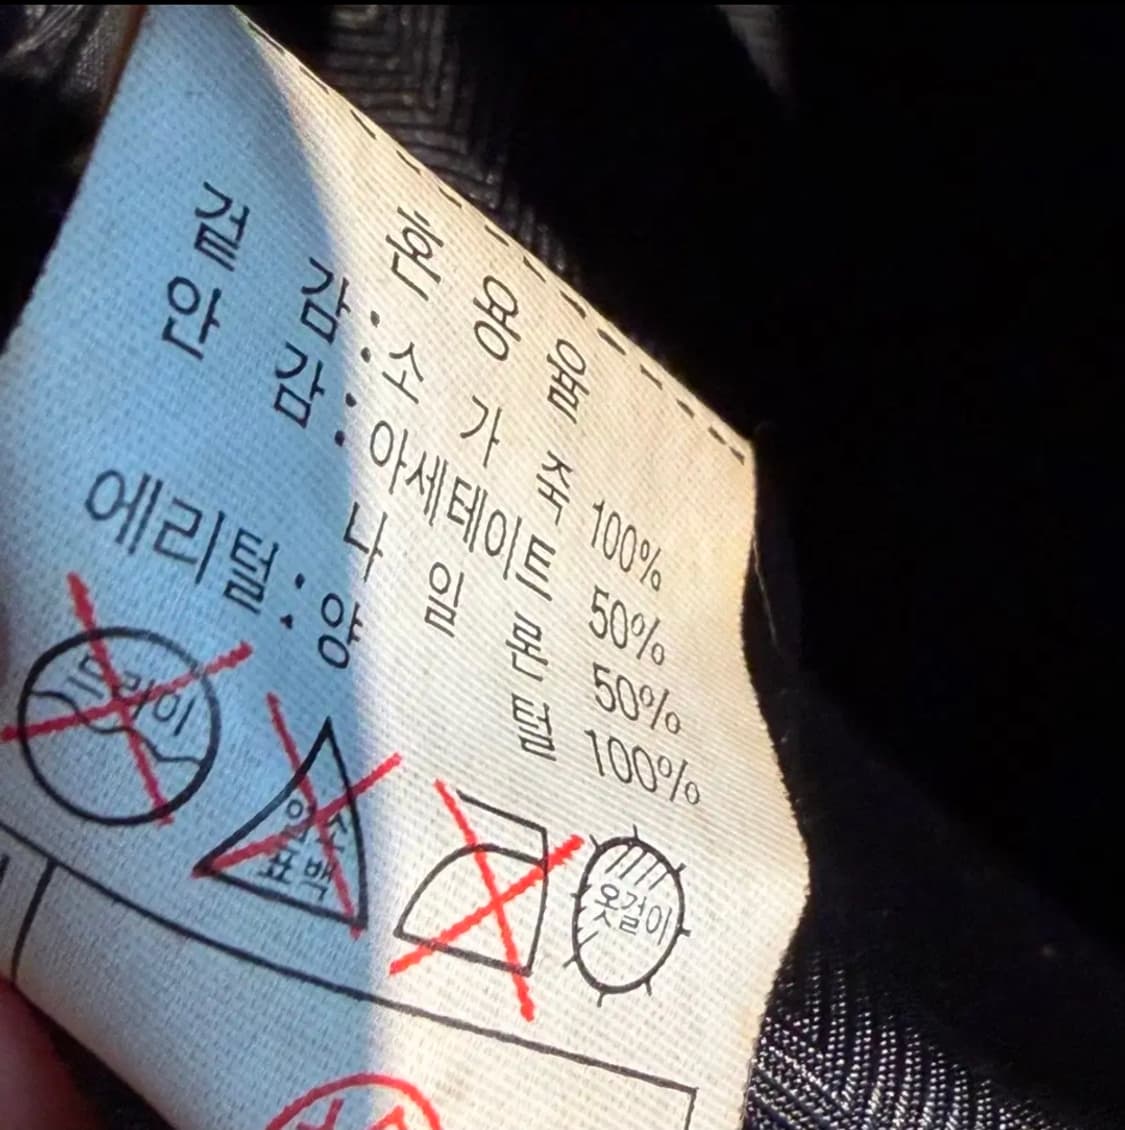 혼 용 율
겉 감 : 소 가 죽 100%
안 감 : 아세테이트 50%
나 일 론 50%
에리털 : 양 털 100%
드라이
염소
표백
옷걸이